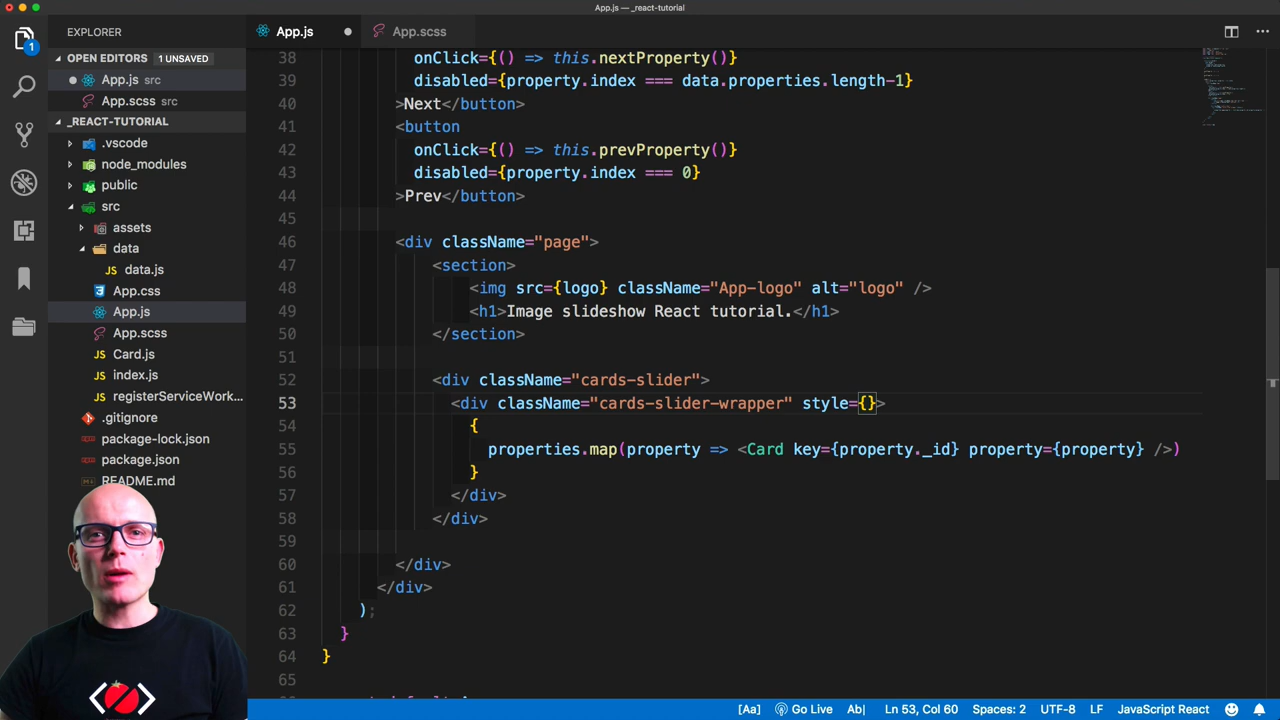 App.js — _react-tutorial
EXPLORER
OPEN EDITORS 1 UNSAVED
App.js src
App.scss src
_REACT-TUTORIAL
.vscode
node_modules
public
src
assets
data
JS data.js
App.css
App.js
App.scss
JS Card.js
JS index.js
JS registerServiceWork...
.gitignore
package-lock.json
package.json
README.md
1
App.js
App.scss
38 onClick={() => this.nextProperty()}
39 disabled={property.index === data.properties.length-1}
40 >Next</button>
41 <button
42 onClick={() => this.prevProperty()}
43 disabled={property.index === 0}
44 >Prev</button>
45
46 <div className="page">
47 <section>
48 <img src={logo} className="App-logo" alt="logo" />
49 <h1>Image slideshow React tutorial.</h1>
50 </section>
51
52 <div className="cards-slider">
53 <div className="cards-slider-wrapper" style={}>
54 {
55 properties.map(property => <Card key={property._id} property={property} />)
56 }
57 </div>
58 </div>
59
60 </div>
61 </div>
62 );
63 }
64 }
65
[Aa] Go Live Ab| Ln 53, Col 60 Spaces: 2 UTF-8 LF JavaScript React